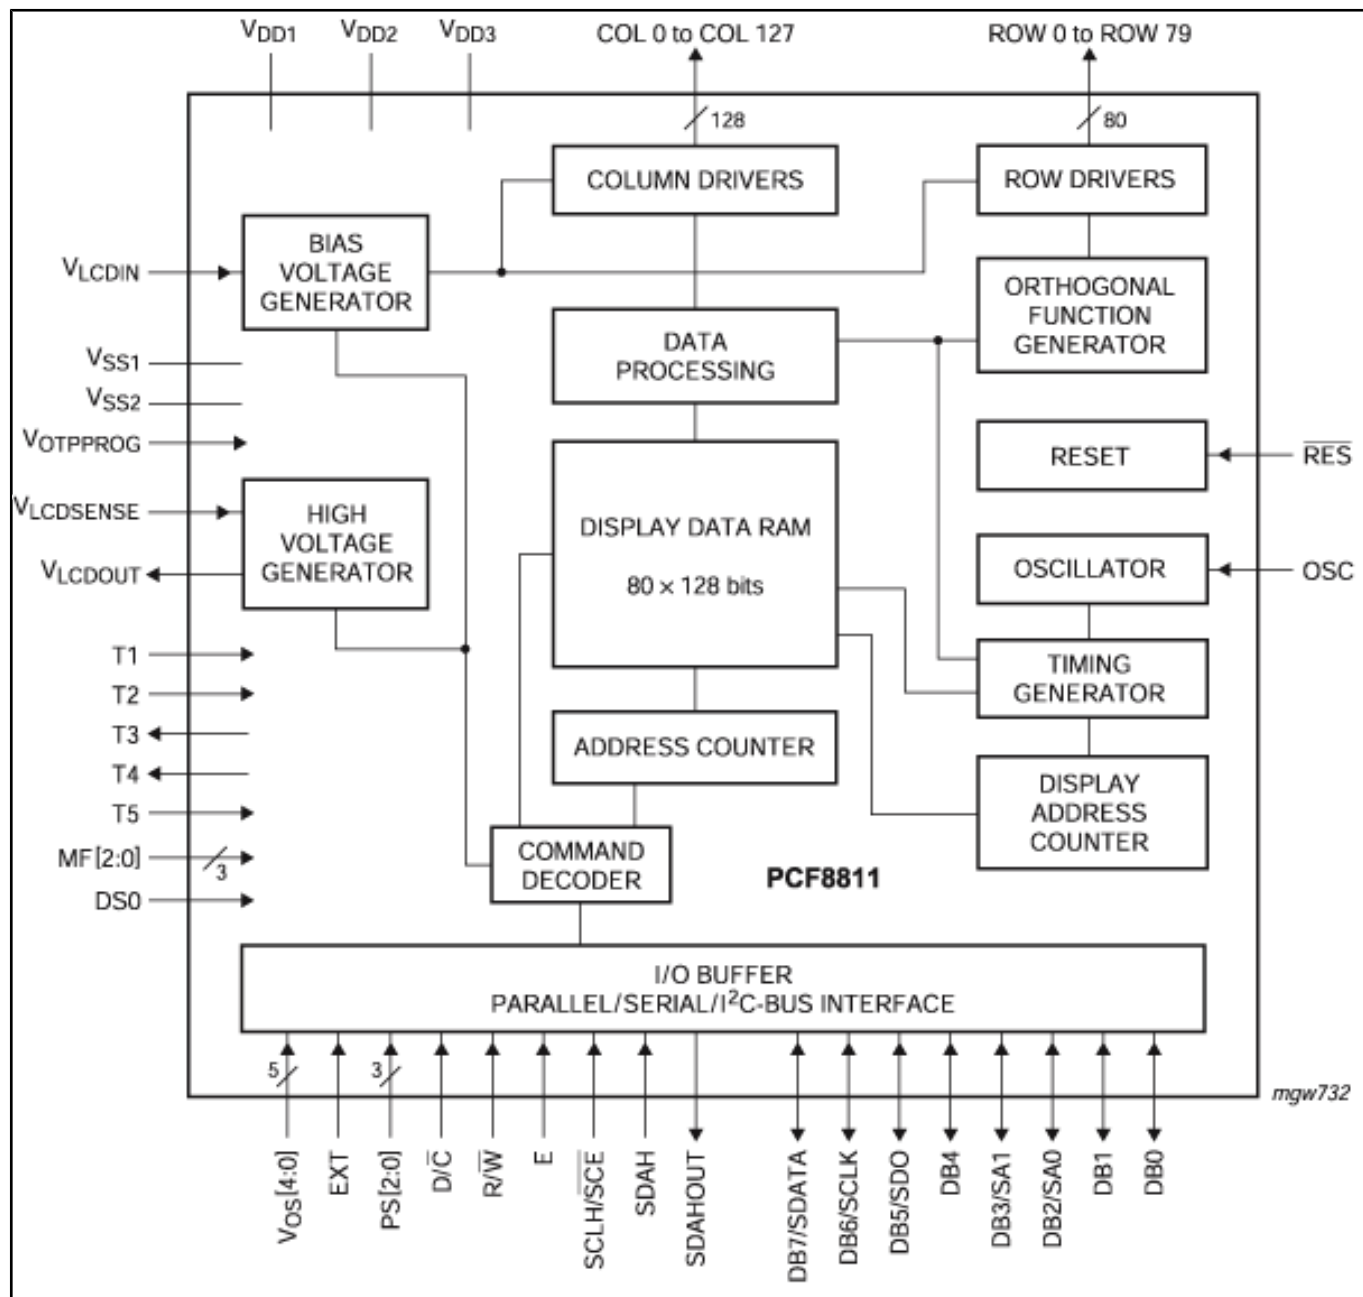 VDD1 VDD2 VDD3 COL 0 to COL 127 ROW 0 to ROW 79
128
80
COLUMN DRIVERS
ROW DRIVERS
VLCDIN
BIAS
VOLTAGE
GENERATOR
ORTHOGONAL
FUNCTION
GENERATOR
DATA
PROCESSING
VSS1
VSS2
VOTPPROG
RESET
RES
VLCDSENSE
HIGH
VOLTAGE
GENERATOR
VLCDOUT
DISPLAY DATA RAM
80 × 128 bits
OSCILLATOR
OSC
T1
T2
T3
T4
T5
TIMING
GENERATOR
ADDRESS COUNTER
DISPLAY
ADDRESS
COUNTER
MF[2:0]
3
DS0
COMMAND
DECODER
PCF8811
I/O BUFFER
PARALLEL/SERIAL/I²C-BUS INTERFACE
5
3
mgw732
VOS[4:0]
EXT
PS[2:0]
D/C
R/W
E
SCLH/SCE
SDAH
SDAHOUT
DB7/SDATA
DB6/SCLK
DB5/SDO
DB4
DB3/SA1
DB2/SA0
DB1
DB0